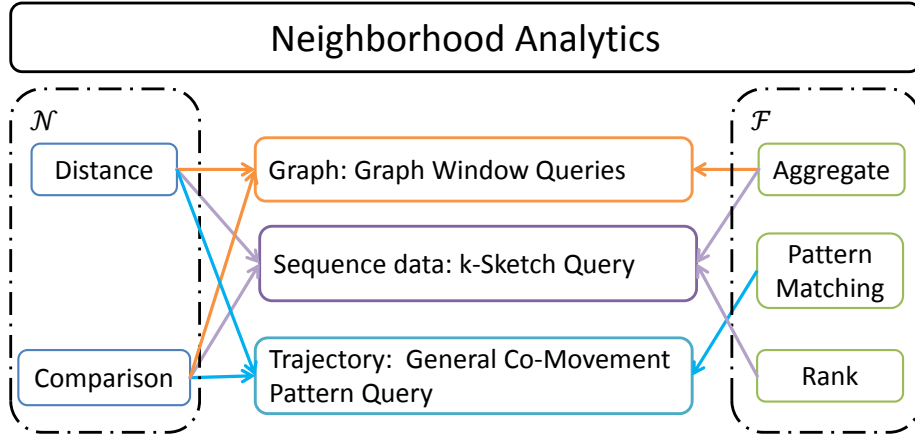 Neighborhood Analytics
𝒩
Distance
Comparison
Graph: Graph Window Queries
Sequence data: k-Sketch Query
Trajectory:  General Co-Movement
Pattern Query
ℱ
Aggregate
Pattern
Matching
Rank